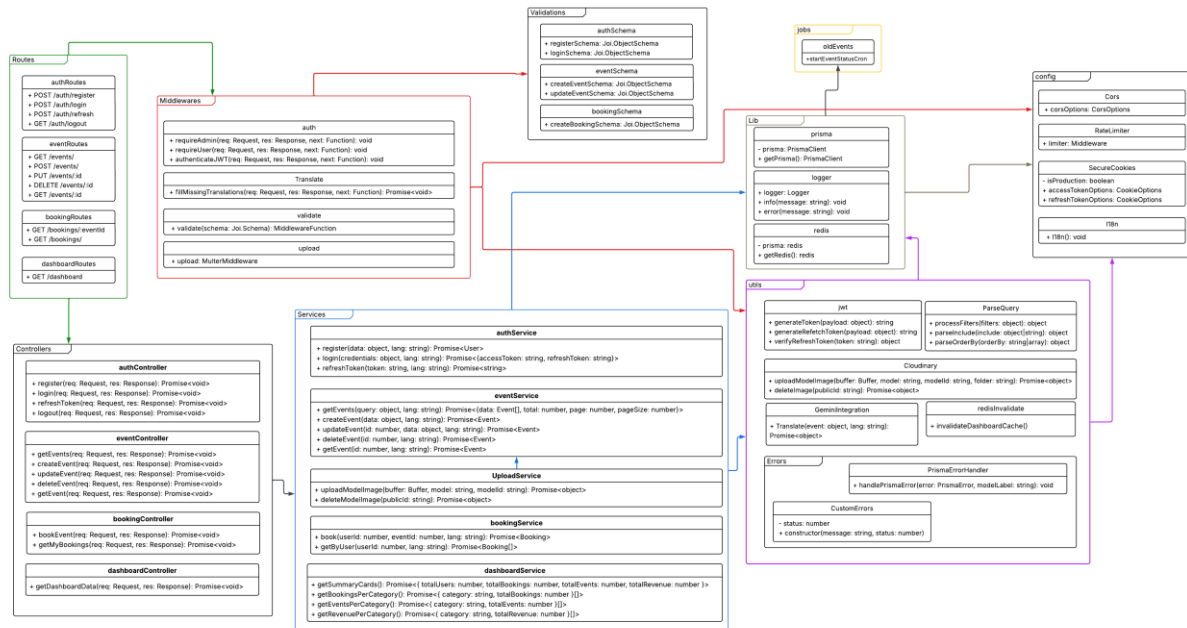 Routes
authRoutes
+ POST /auth/register
+ POST /auth/login
+ POST /auth/refresh
+ GET /auth/logout
eventRoutes
+ GET /events/
+ POST /events/
+ PUT /events/:id
+ DELETE /events/:id
+ GET /events/:id
bookingRoutes
+ GET /bookings/:eventId
+ GET /bookings/
dashboardRoutes
+ GET /dashboard
Middlewares
auth
+ requireAdmin(req: Request, res: Response, next: Function): void
+ requireUser(req: Request, res: Response, next: Function): void
+ authenticateJWT(req: Request, res: Response, next: Function): void
Translate
+ fillMissingTranslations(req: Request, res: Response, next: Function): Promise<void>
validate
+ validate(schema: Joi.Schema): MiddlewareFunction
upload
+ upload: MulterMiddleware
Validations
authSchema
+ registerSchema: Joi.ObjectSchema
+ loginSchema: Joi.ObjectSchema
eventSchema
+ createEventSchema: Joi.ObjectSchema
+ updateEventSchema: Joi.ObjectSchema
bookingSchema
+ createBookingSchema: Joi.ObjectSchema
jobs
oldEvents
+startEventStatusCron
Lib
prisma
- prisma: PrismaClient
+ getPrisma(): PrismaClient
logger
+ logger: Logger
+ info(message: string): void
+ error(message: string): void
redis
- prisma: redis
+ getRedis(): redis
config
Cors
+ corsOptions: CorsOptions
RateLimiter
+ limiter: Middleware
SecureCookies
- isProduction: boolean
+ accessTokenOptions: CookieOptions
+ refreshTokenOptions: CookieOptions
I18n
+ I18n(): void
Controllers
authController
+ register(req: Request, res: Response): Promise<void>
+ login(req: Request, res: Response): Promise<void>
+ refreshToken(req: Request, res: Response): Promise<void>
+ logout(req: Request, res: Response): Promise<void>
eventController
+ getEvents(req: Request, res: Response): Promise<void>
+ createEvent(req: Request, res: Response): Promise<void>
+ updateEvent(req: Request, res: Response): Promise<void>
+ deleteEvent(req: Request, res: Response): Promise<void>
+ getEvent(req: Request, res: Response): Promise<void>
bookingController
+ bookEvent(req: Request, res: Response): Promise<void>
+ getMyBookings(req: Request, res: Response): Promise<void>
dashboardController
+ getDashboardData(req: Request, res: Response): Promise<void>
Services
authService
+ register(data: object, lang: string): Promise<User>
+ login(credentials: object, lang: string): Promise<{accessToken: string, refreshToken: string}>
+ refreshToken(token: string, lang: string): Promise<string>
eventService
+ getEvents(query: object, lang: string): Promise<{data: Event[], total: number, page: number, pageSize: number}>
+ createEvent(data: object, lang: string): Promise<Event>
+ updateEvent(id: number, data: object, lang: string): Promise<Event>
+ deleteEvent(id: number, lang: string): Promise<Event>
+ getEvent(id: number, lang: string): Promise<Event>
UploadService
+ uploadModelImage(buffer: Buffer, model: string, modelId: string): Promise<object>
+ deleteModelImage(publicId: string): Promise<object>
bookingService
+ book(userId: number, eventId: number, lang: string): Promise<Booking>
+ getByUser(userId: number, lang: string): Promise<Booking[]>
dashboardService
+ getSummaryCards(): Promise<{ totalUsers: number, totalBookings: number, totalEvents: number, totalRevenue: number }>
+ getBookingsPerCategory(): Promise<{ category: string, totalBookings: number }[]>
+ getEventsPerCategory(): Promise<{ category: string, totalEvents: number }[]>
+ getRevenuePerCategory(): Promise<{ category: string, totalRevenue: number }[]>
utils
jwt
+ generateToken(payload: object): string
+ generateRefetchToken(payload: object): string
+ verifyRefreshToken(token: string): object
ParseQuery
+ processFilters(filters: object): object
+ parseInclude(include: object|string): object
+ parseOrderBy(orderBy: string|array): object
Cloudinary
+ uploadModelImage(buffer: Buffer, model: string, modelId: string, folder: string): Promise<object>
+ deleteImage(publicId: string): Promise<object>
GeminiIntegration
+ Translate(event: object, lang: string):
Promise<object>
redisInvalidate
+ invalidateDashboardCache()
Errors
PrismaErrorHandler
+ handlePrismaError(error: PrismaError, modelLabel: string): void
CustomErrors
- status: number
+ constructor(message: string, status: number)